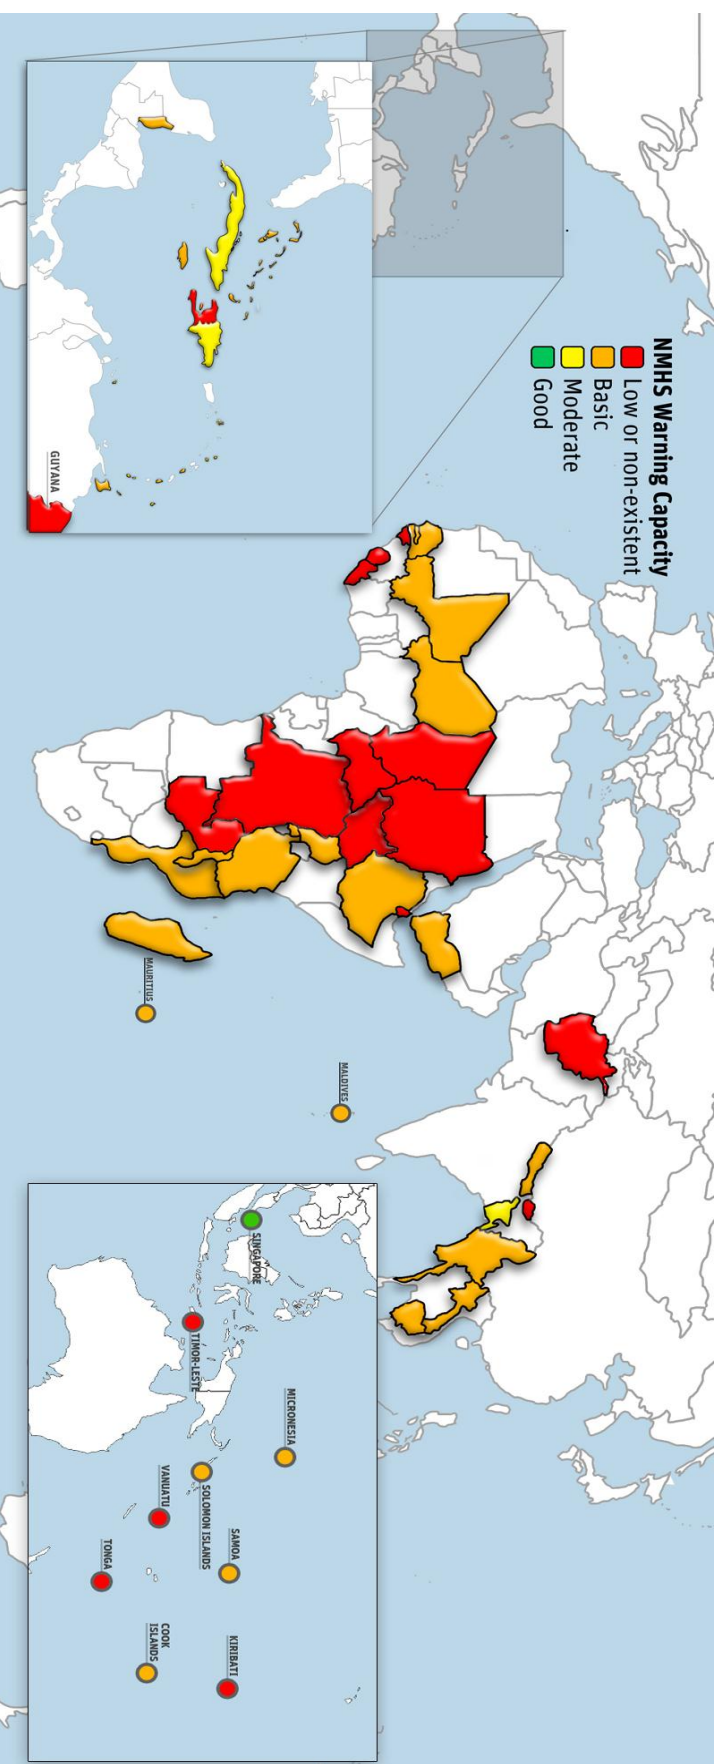 NMHS Warning Capacity
Low or non-existent
Basic
Moderate
Good
GUYANA
MAURITIUS
MALDIVES
SINGAPORE
TIMOR-LESTE
MICRONESIA
SOLOMON ISLANDS
VANUATU
SAMOA
TONGA
COOK
ISLANDS
KIRIBATI